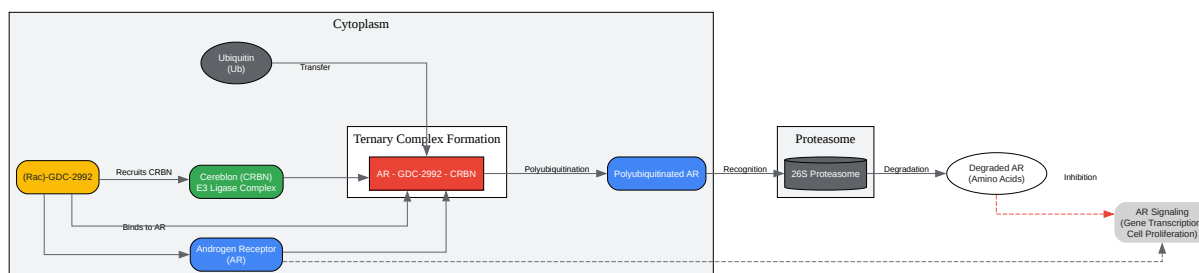 Cytoplasm
Ubiquitin
(Ub)
Transfer
Ternary Complex Formation
Proteasome
(Rac)-GDC-2992
Recruits CRBN
Cereblon (CRBN)
E3 Ligase Complex
AR - GDC-2992 - CRBN
Polyubiquitination
Polyubiquitinated AR
Recognition
26S Proteasome
Degradation
Degraded AR
(Amino Acids)
Inhibition
Binds to AR
Androgen Receptor
(AR)
AR Signaling
(Gene Transcription
Cell Proliferation)